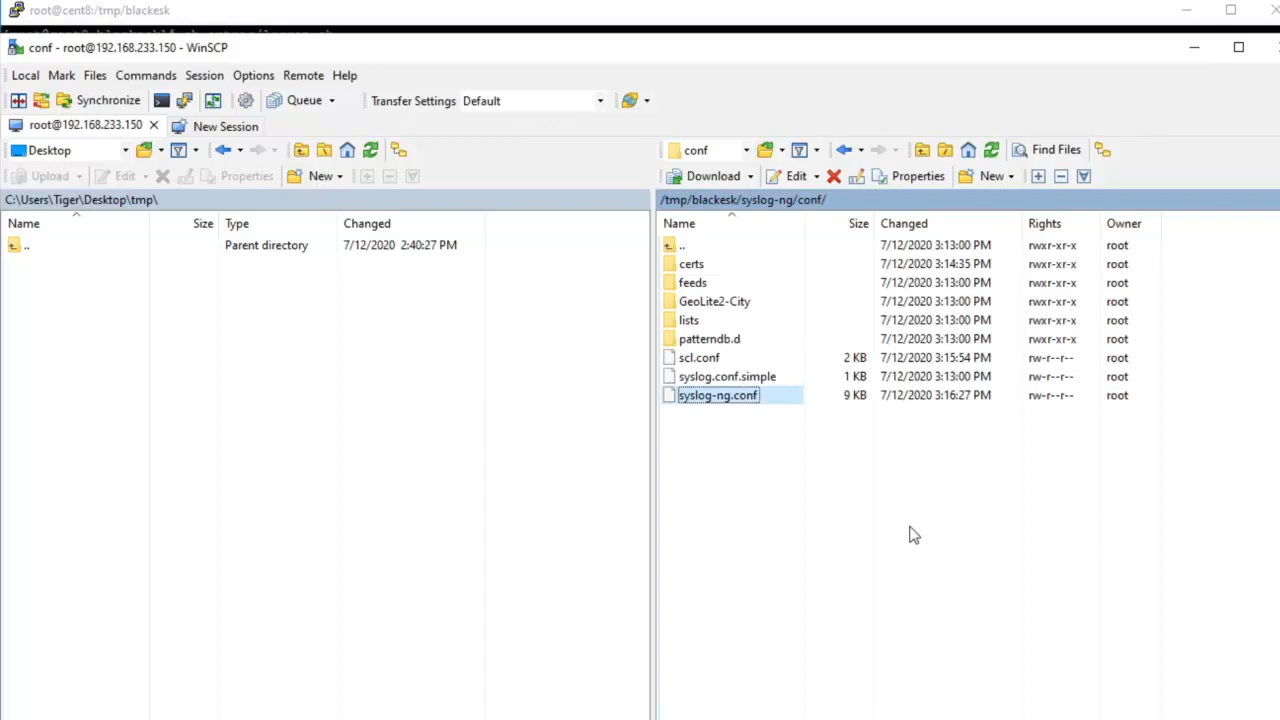 root@cent8:/tmp/blackesk
conf - root@192.168.233.150 - WinSCP
Local Mark Files Commands Session Options Remote Help
Synchronize Queue Transfer Settings Default
root@192.168.233.150 New Session
Desktop
Upload Edit Properties New
C:\Users\Tiger\Desktop\tmp\
Name Size Type Changed
.. Parent directory 7/12/2020 2:40:27 PM
conf Find Files
Download Edit Properties New
/tmp/blackesk/syslog-ng/conf/
Name Size Changed Rights Owner
.. 7/12/2020 3:13:00 PM rwxr-xr-x root
certs 7/12/2020 3:14:35 PM rwxr-xr-x root
feeds 7/12/2020 3:13:00 PM rwxr-xr-x root
GeoLite2-City 7/12/2020 3:13:00 PM rwxr-xr-x root
lists 7/12/2020 3:13:00 PM rwxr-xr-x root
patterndb.d 7/12/2020 3:13:00 PM rwxr-xr-x root
scl.conf 2 KB 7/12/2020 3:15:54 PM rw-r--r-- root
syslog.conf.simple 1 KB 7/12/2020 3:13:00 PM rw-r--r-- root
syslog-ng.conf 9 KB 7/12/2020 3:16:27 PM rw-r--r-- root